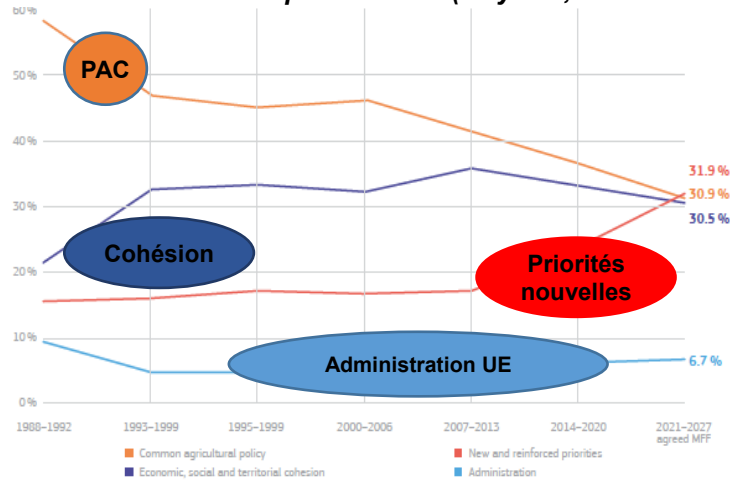 60%
PAC
50%
40%
31.9 %
30%
30.9 %
30.5 %
Cohésion
Priorités
nouvelles
20%
10%
Administration UE
6.7 %
0%
1988–1992
1993–1999
1995–1999
2000–2006
2007–2013
2014–2020
2021–2027
agreed MFF
Common agricultural policy
New and reinforced priorities
Economic, social and territorial cohesion
Administration